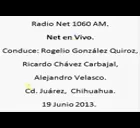 Radio Net 1060 AM.
Net en Vivo.
Conduce: Rogelio González Quiroz,
Ricardo Chávez Carbajal,
Alejandro Velasco.
Cd. Juárez, Chihuahua.
19 Junio 2013.